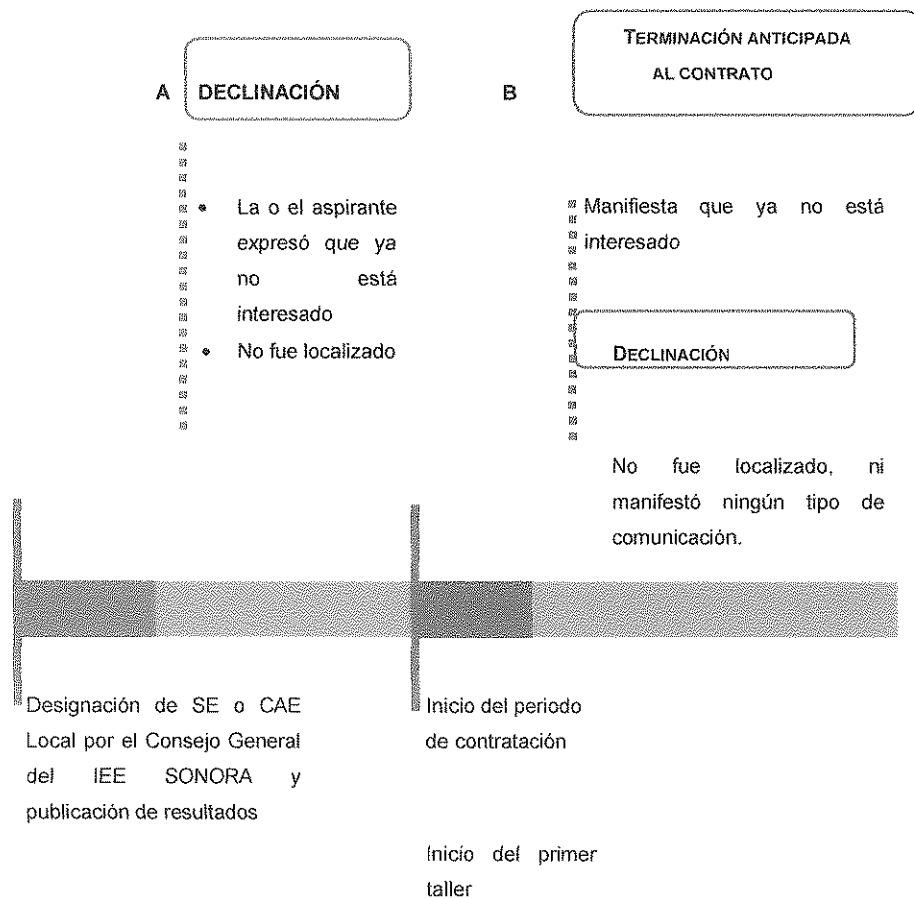 A
DECLINACIÓN
• La o el aspirante
expresó que ya
no está
interesado
• No fue localizado
B
TERMINACIÓN ANTICIPADA
AL CONTRATO
Manifiesta que ya no está
interesado
DECLINACIÓN
No fue localizado, ni
manifestó ningún tipo de
comunicación.
Designación de SE o CAE
Local por el Consejo General
del IEE SONORA y
publicación de resultados
Inicio del periodo
de contratación
Inicio del primer
taller